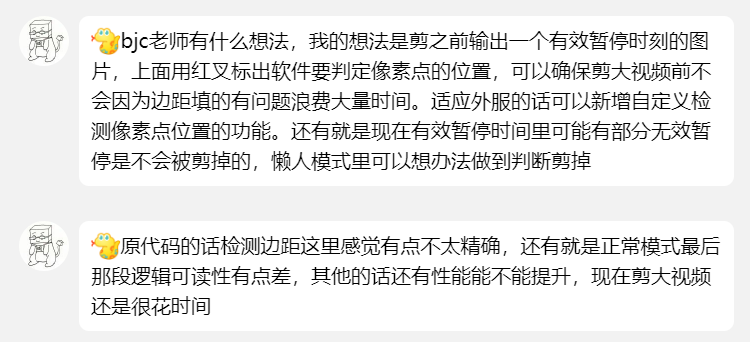 bjc老师有什么想法，我的想法是剪之前输出一个有效暂停时刻的图
片，上面用红叉标出软件要判定像素点的位置，可以确保剪大视频前不
会因为边距填的有问题浪费大量时间。适应外服的话可以新增自定义检
测像素点位置的功能。还有就是现在有效暂停时间里可能有部分无效暂
停是不会被剪掉的，懒人模式里可以想办法做到判断剪掉
原代码的话检测边距这里感觉有点不太精确，还有就是正常模式最后
那段逻辑可读性有点差，其他的话还有性能能不能提升，现在剪大视频
还是很花时间